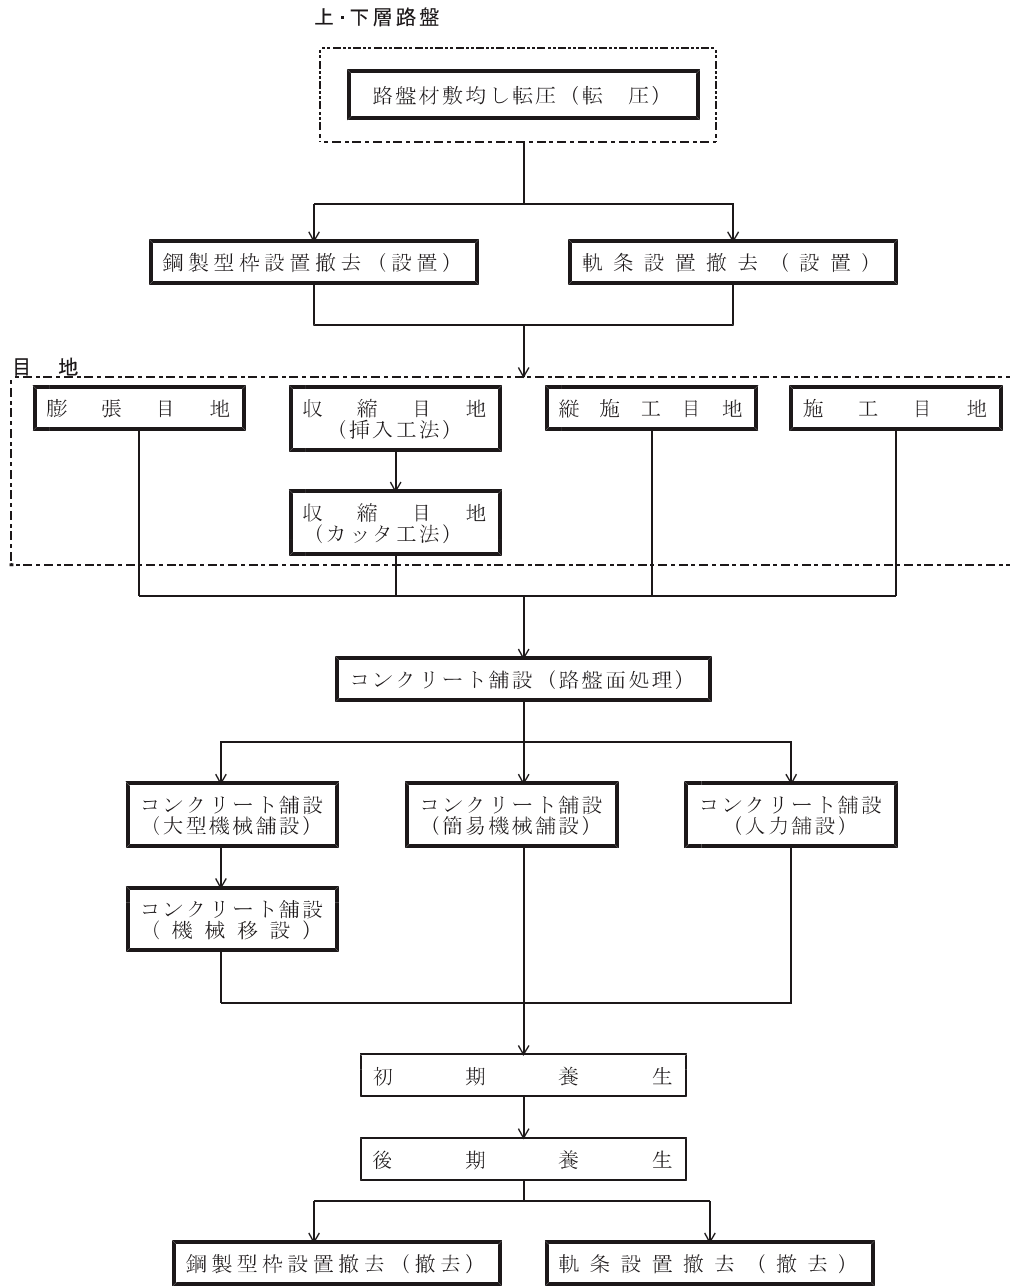 上・下層路盤
路盤材敷均し転圧（転　圧）
鋼製型枠設置撤去（設置）
軌条設置撤去（設置）
目　地
膨張目地
収縮目地
（挿入工法）
縦施工目地
施工目地
収縮目地
（カッタ工法）
コンクリート舗設（路盤面処理）
コンクリート舗設
（大型機械舗設）
コンクリート舗設
（簡易機械舗設）
コンクリート舗設
（人力舗設）
コンクリート舗設
（機械移設）
初期養生
後期養生
鋼製型枠設置撤去（撤去）
軌条設置撤去（撤去）